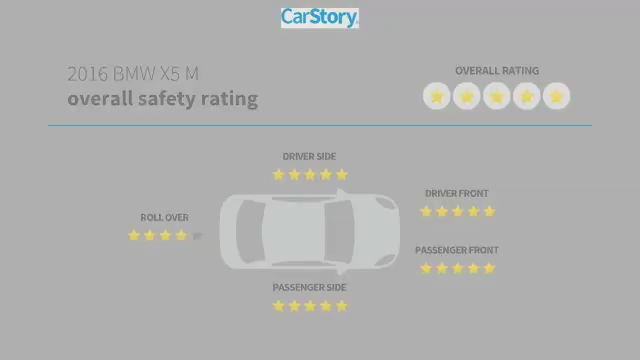 CarStory
2016 BMW X5 M
overall safety rating
OVERALL RATING
DRIVER SIDE
DRIVER FRONT
ROLL OVER
PASSENGER FRONT
PASSENGER SIDE